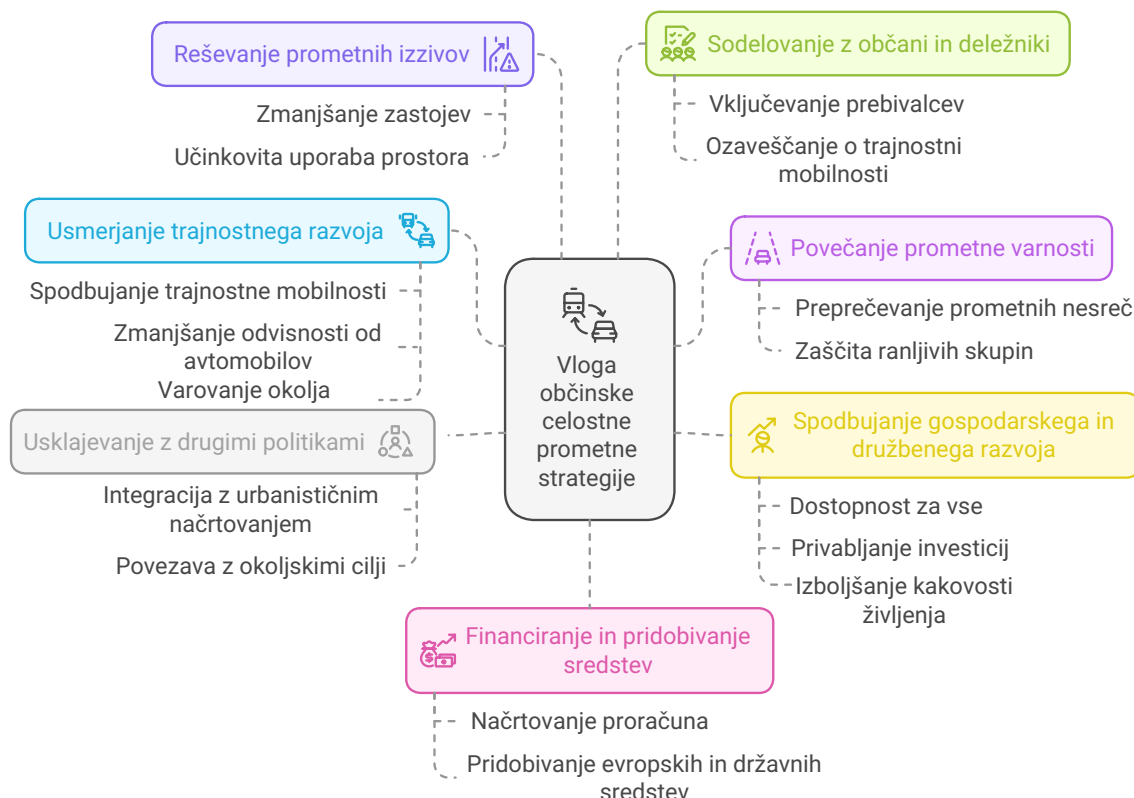 Reševanje prometnih izzivov
Zmanjšanje zastojev
Učinkovita uporaba prostora
Sodelovanje z občani in deležniki
Vključevanje prebivalcev
Ozaveščanje o trajnostni
mobilnosti
Usmerjanje trajnostnega razvoja
Spodbujanje trajnostne mobilnosti
Zmanjšanje odvisnosti od
avtomobilov
Varovanje okolja
Vloga
občinske
celostne
prometne
strategije
Povečanje prometne varnosti
Preprečevanje prometnih nesreč
Zaščita ranljivih skupin
Usklajevanje z drugimi politikami
Integracija z urbanističnim
načrtovanjem
Povezava z okoljskimi cilji
Spodbujanje gospodarskega in
družbenega razvoja
Dostopnost za vse
Privabljanje investicij
Izboljšanje kakovosti
življenja
Financiranje in pridobivanje
sredstev
Načrtovanje proračuna
Pridobivanje evropskih in državnih
sredstev